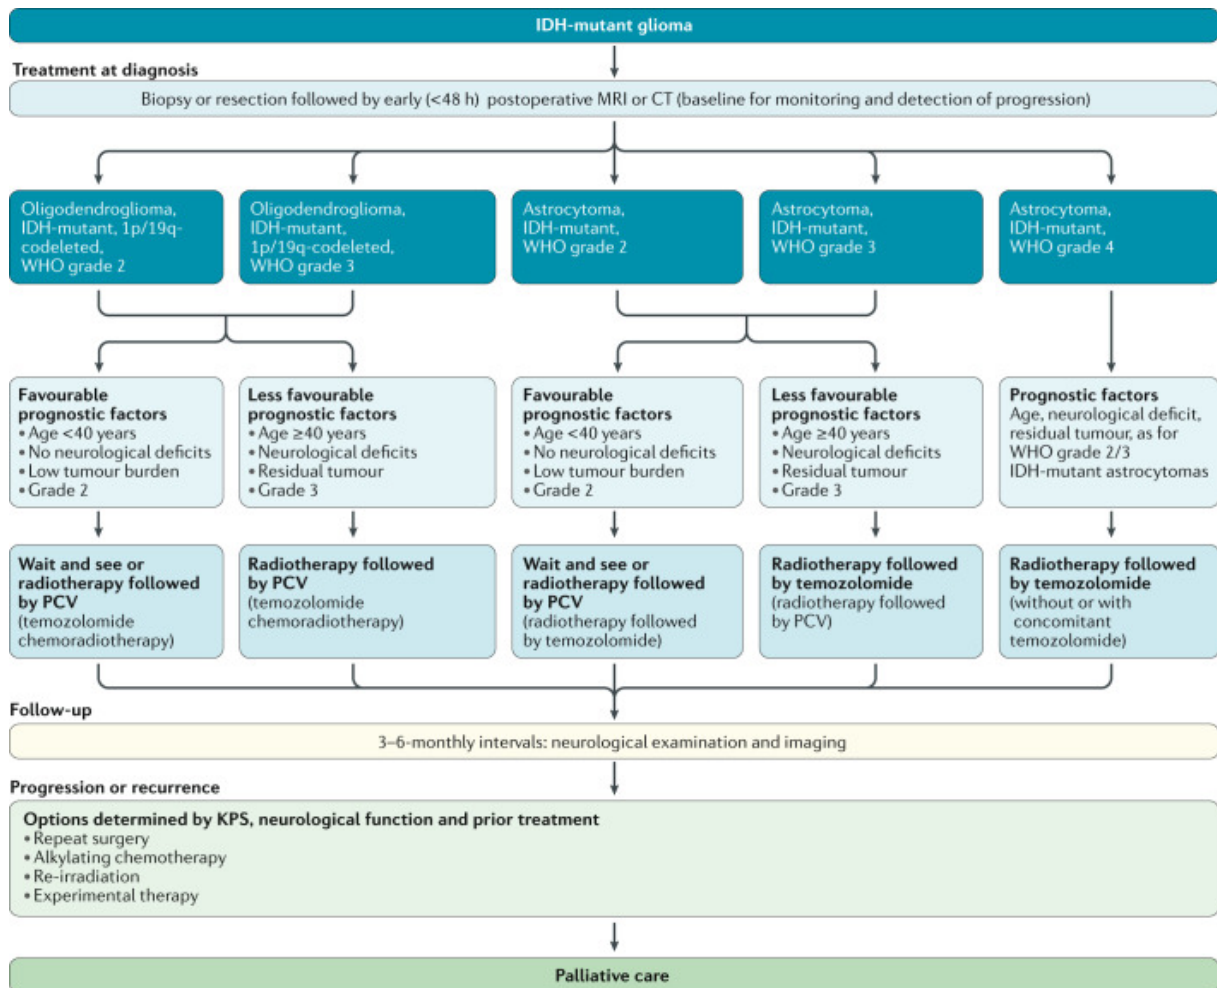 IDH-mutant glioma
Treatment at diagnosis
Biopsy or resection followed by early (<48 h) postoperative MRI or CT (baseline for monitoring and detection of progression)
Oligodendroglioma,
IDH-mutant, 1p/19q-
codeleted,
WHO grade 2
Oligodendroglioma,
IDH-mutant,
1p/19q-codeleted,
WHO grade 3
Astrocytoma,
IDH-mutant,
WHO grade 2
Astrocytoma,
IDH-mutant,
WHO grade 3
Astrocytoma,
IDH-mutant,
WHO grade 4
Favourable
prognostic factors
• Age <40 years
• No neurological deficits
• Low tumour burden
• Grade 2
Less favourable
prognostic factors
• Age ≥40 years
• Neurological deficits
• Residual tumour
• Grade 3
Favourable
prognostic factors
• Age <40 years
• No neurological deficits
• Low tumour burden
• Grade 2
Less favourable
prognostic factors
• Age ≥40 years
• Neurological deficits
• Residual tumour
• Grade 3
Prognostic factors
Age, neurological deficit,
residual tumour, as for
WHO grade 2/3
IDH-mutant astrocytomas
Wait and see or
radiotherapy followed
by PCV
(temozolomide
chemoradiotherapy)
Radiotherapy followed
by PCV
(temozolomide
chemoradiotherapy)
Wait and see or
radiotherapy followed
by PCV
(radiotherapy followed
by temozolomide)
Radiotherapy followed
by temozolomide
(radiotherapy followed
by PCV)
Radiotherapy followed
by temozolomide
(without or with
concomitant
temozolomide)
Follow-up
3–6-monthly intervals: neurological examination and imaging
Progression or recurrence
Options determined by KPS, neurological function and prior treatment
• Repeat surgery
• Alkylating chemotherapy
• Re-irradiation
• Experimental therapy
Palliative care